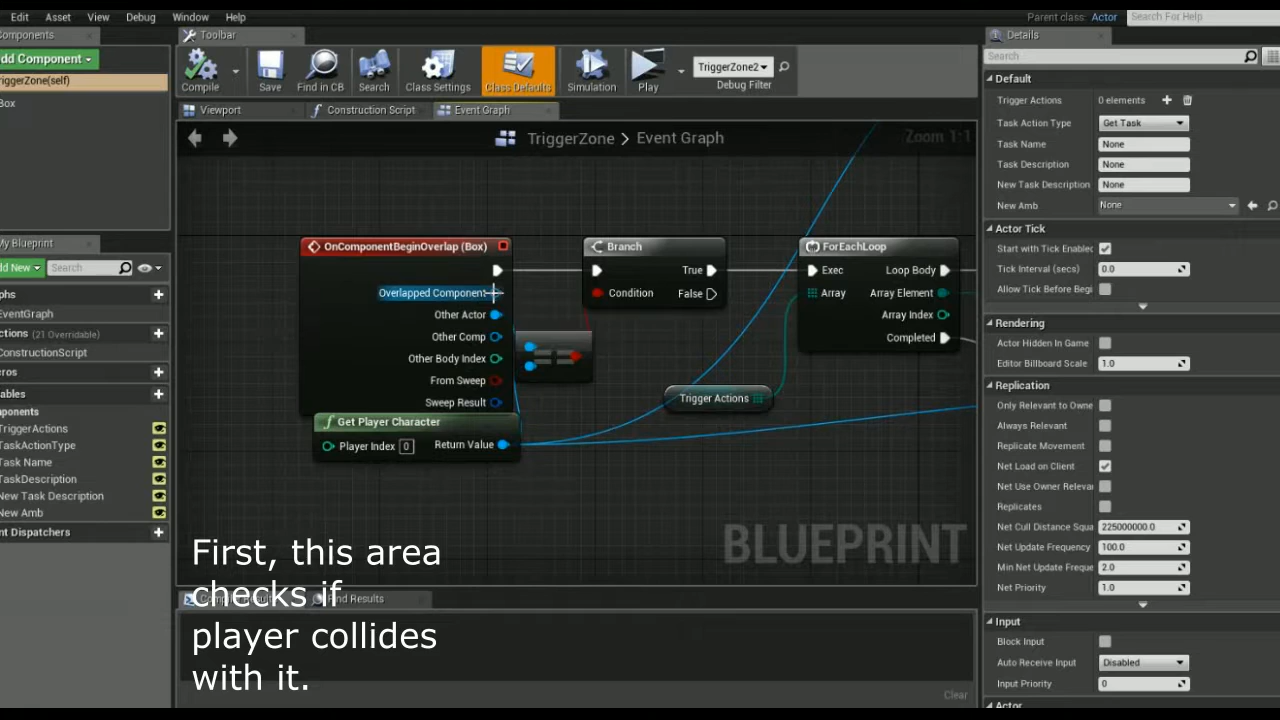 Edit Asset View Debug Window Help
Parent class: Actor
Search For Help
Components
Add Component
TriggerZone(self)
Box
My Blueprint
Add New
Search
Graphs
EventGraph
Functions (21 Overridable)
ConstructionScript
Macros
Variables
Components
TriggerActions
TaskActionType
Task Name
TaskDescription
New Task Description
New Amb
Event Dispatchers
Toolbar
Compile
Save
Find in CB
Search
Class Settings
Class Defaults
Simulation
Play
TriggerZone2
Debug Filter
Viewport
Construction Script
Event Graph
TriggerZone > Event Graph
Zoom 1:1
OnComponentBeginOverlap (Box)
Overlapped Component
Other Actor
Other Comp
Other Body Index
From Sweep
Sweep Result
Get Player Character
Player Index 0
Return Value
==
Branch
True
Condition
False
Trigger Actions
ForEachLoop
Exec
Loop Body
Array
Array Element
Array Index
Completed
BLUEPRINT
First, this area
checks if
player collides
with it.
Find Results
Clear
Details
Search
Default
Trigger Actions 0 elements
Task Action Type Get Task
Task Name None
Task Description None
New Task Description None
New Amb None
Actor Tick
Start with Tick Enabled
Tick Interval (secs) 0.0
Allow Tick Before Begi
Rendering
Actor Hidden In Game
Editor Billboard Scale 1.0
Replication
Only Relevant to Owne
Always Relevant
Replicate Movement
Net Load on Client
Net Use Owner Releva
Replicates
Net Cull Distance Squa 225000000.0
Net Update Frequency 100.0
Min Net Update Freque 2.0
Net Priority 1.0
Input
Block Input
Auto Receive Input Disabled
Input Priority 0
Actor